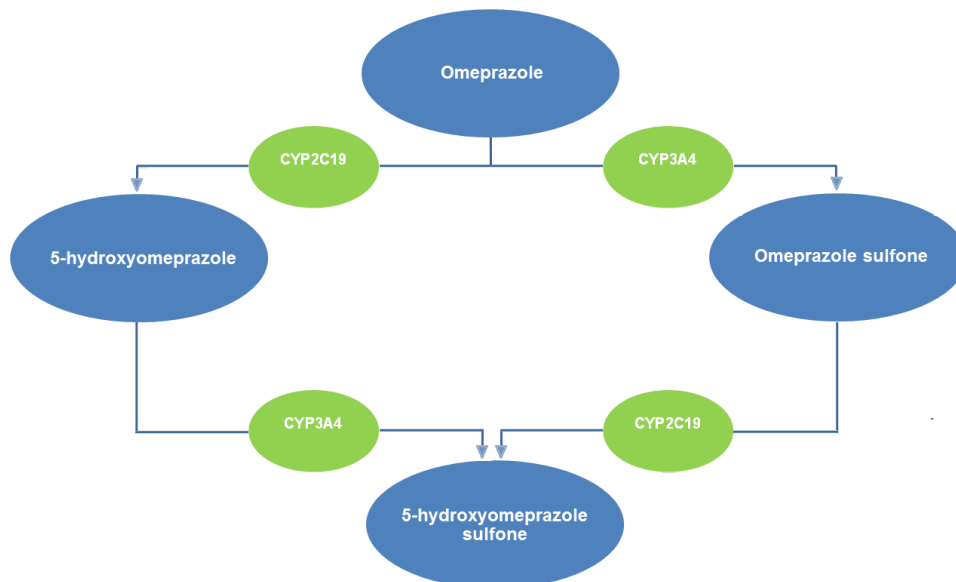 Omeprazole
CYP2C19
CYP3A4
5-hydroxyomeprazole
Omeprazole sulfone
CYP3A4
CYP2C19
5-hydroxyomeprazole
sulfone